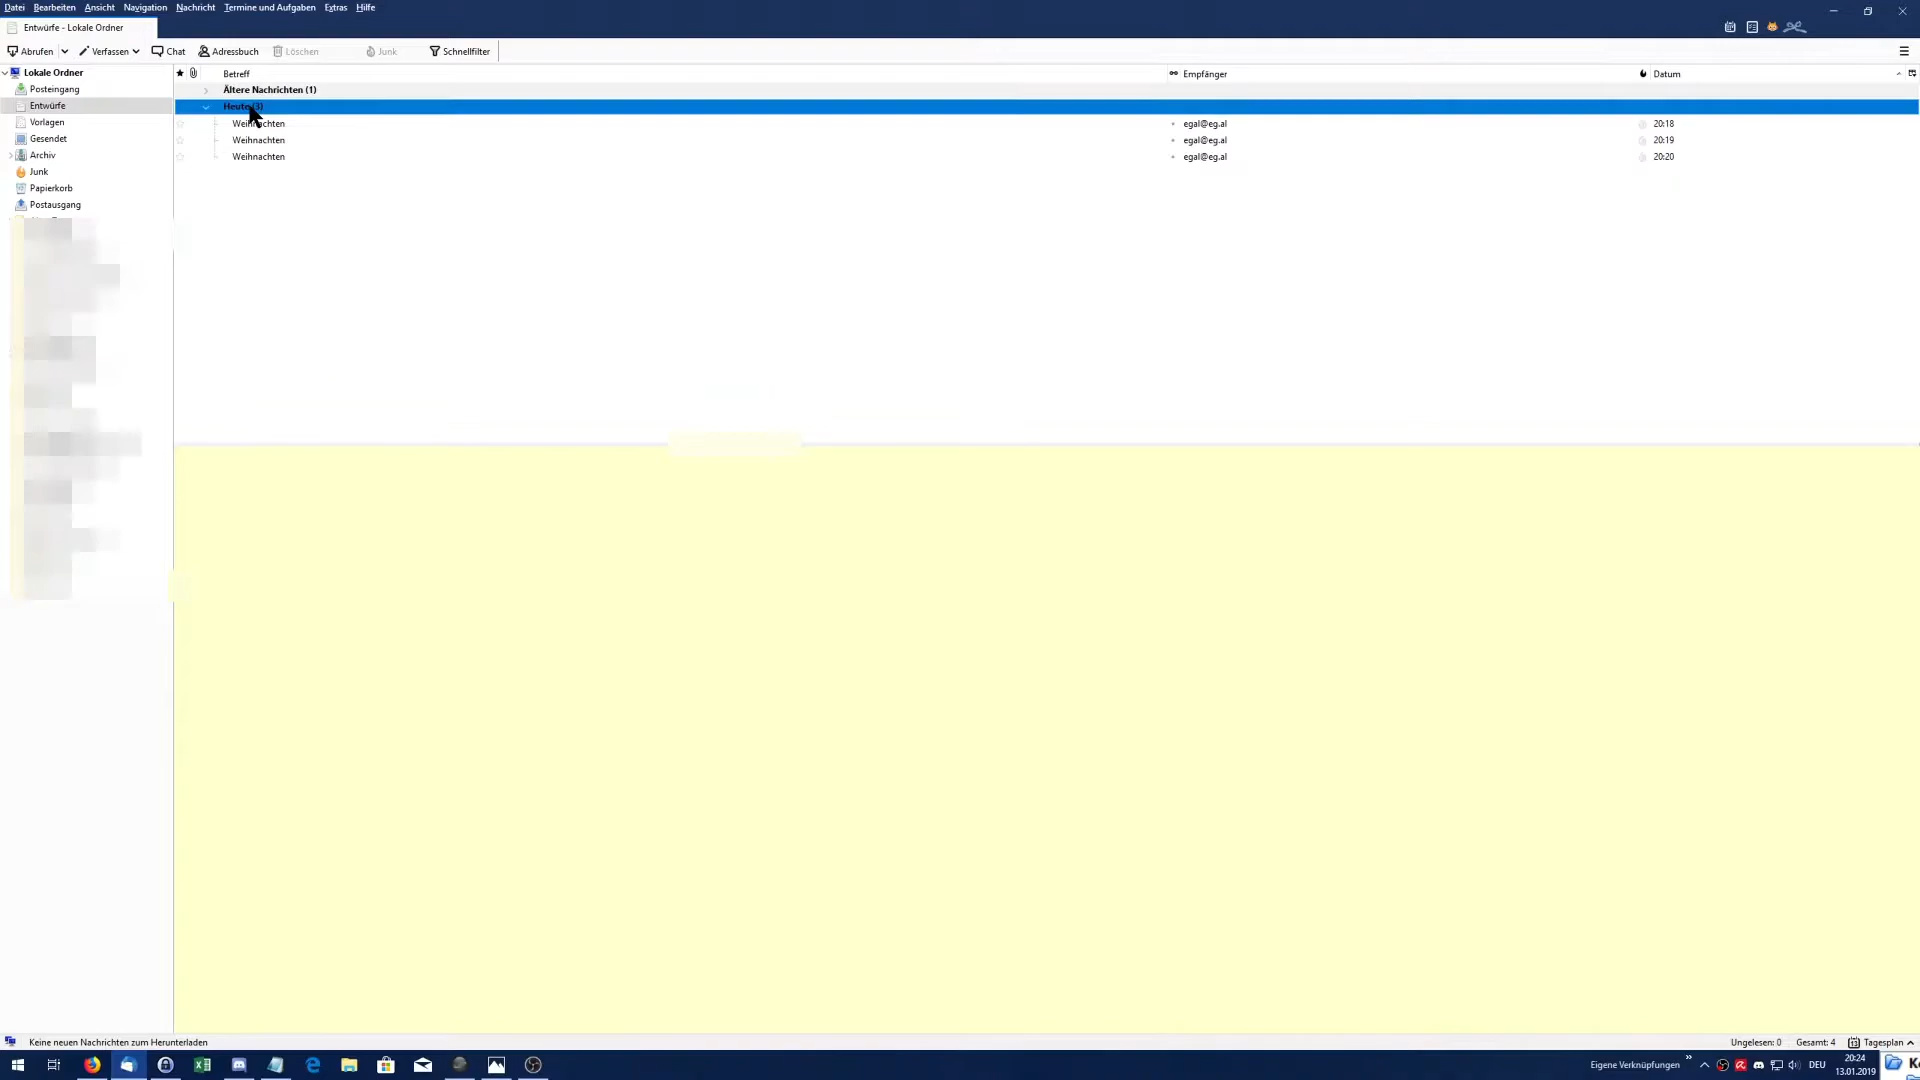 Datei Bearbeiten Ansicht Navigation Nachricht Termine und Aufgaben Extras Hilfe
Entwürfe - Lokale Ordner
Abrufen Verfassen Chat Adressbuch Löschen Junk Schnellfilter
Lokale Ordner
Posteingang
Entwürfe
Vorlagen
Gesendet
Archiv
Junk
Papierkorb
Postausgang
Betreff Empfänger Datum
Ältere Nachrichten (1)
Heute (3)
Weihnachten egal@eg.al 20:18
Weihnachten egal@eg.al 20:19
Weihnachten egal@eg.al 20:20
Keine neuen Nachrichten zum Herunterladen
Ungelesen: 0 Gesamt: 4 Tagesplan
Eigene Verknüpfungen DEU
20:24
13.01.2019